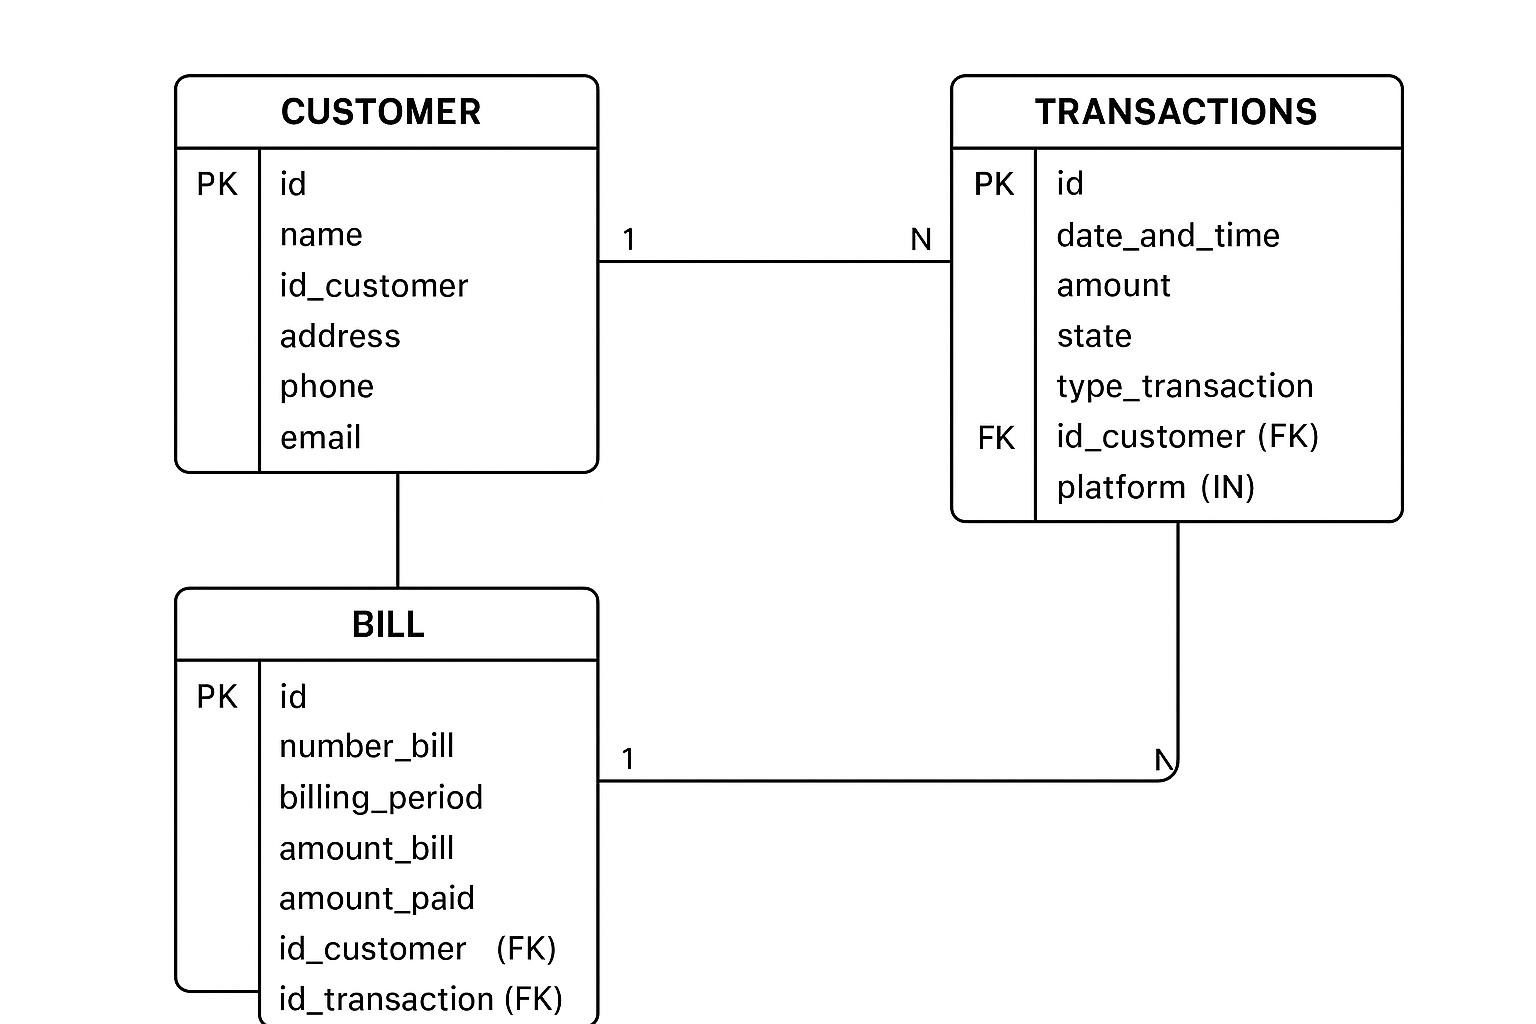 CUSTOMER
PK id
name
id_customer
address
phone
email
1 N
TRANSACTIONS
PK id
date_and_time
amount
state
type_transaction
FK id_customer (FK)
platform (IN)
BILL
PK id
number_bill
billing_period
amount_bill
amount_paid
id_customer (FK)
id_transaction (FK)
1 N